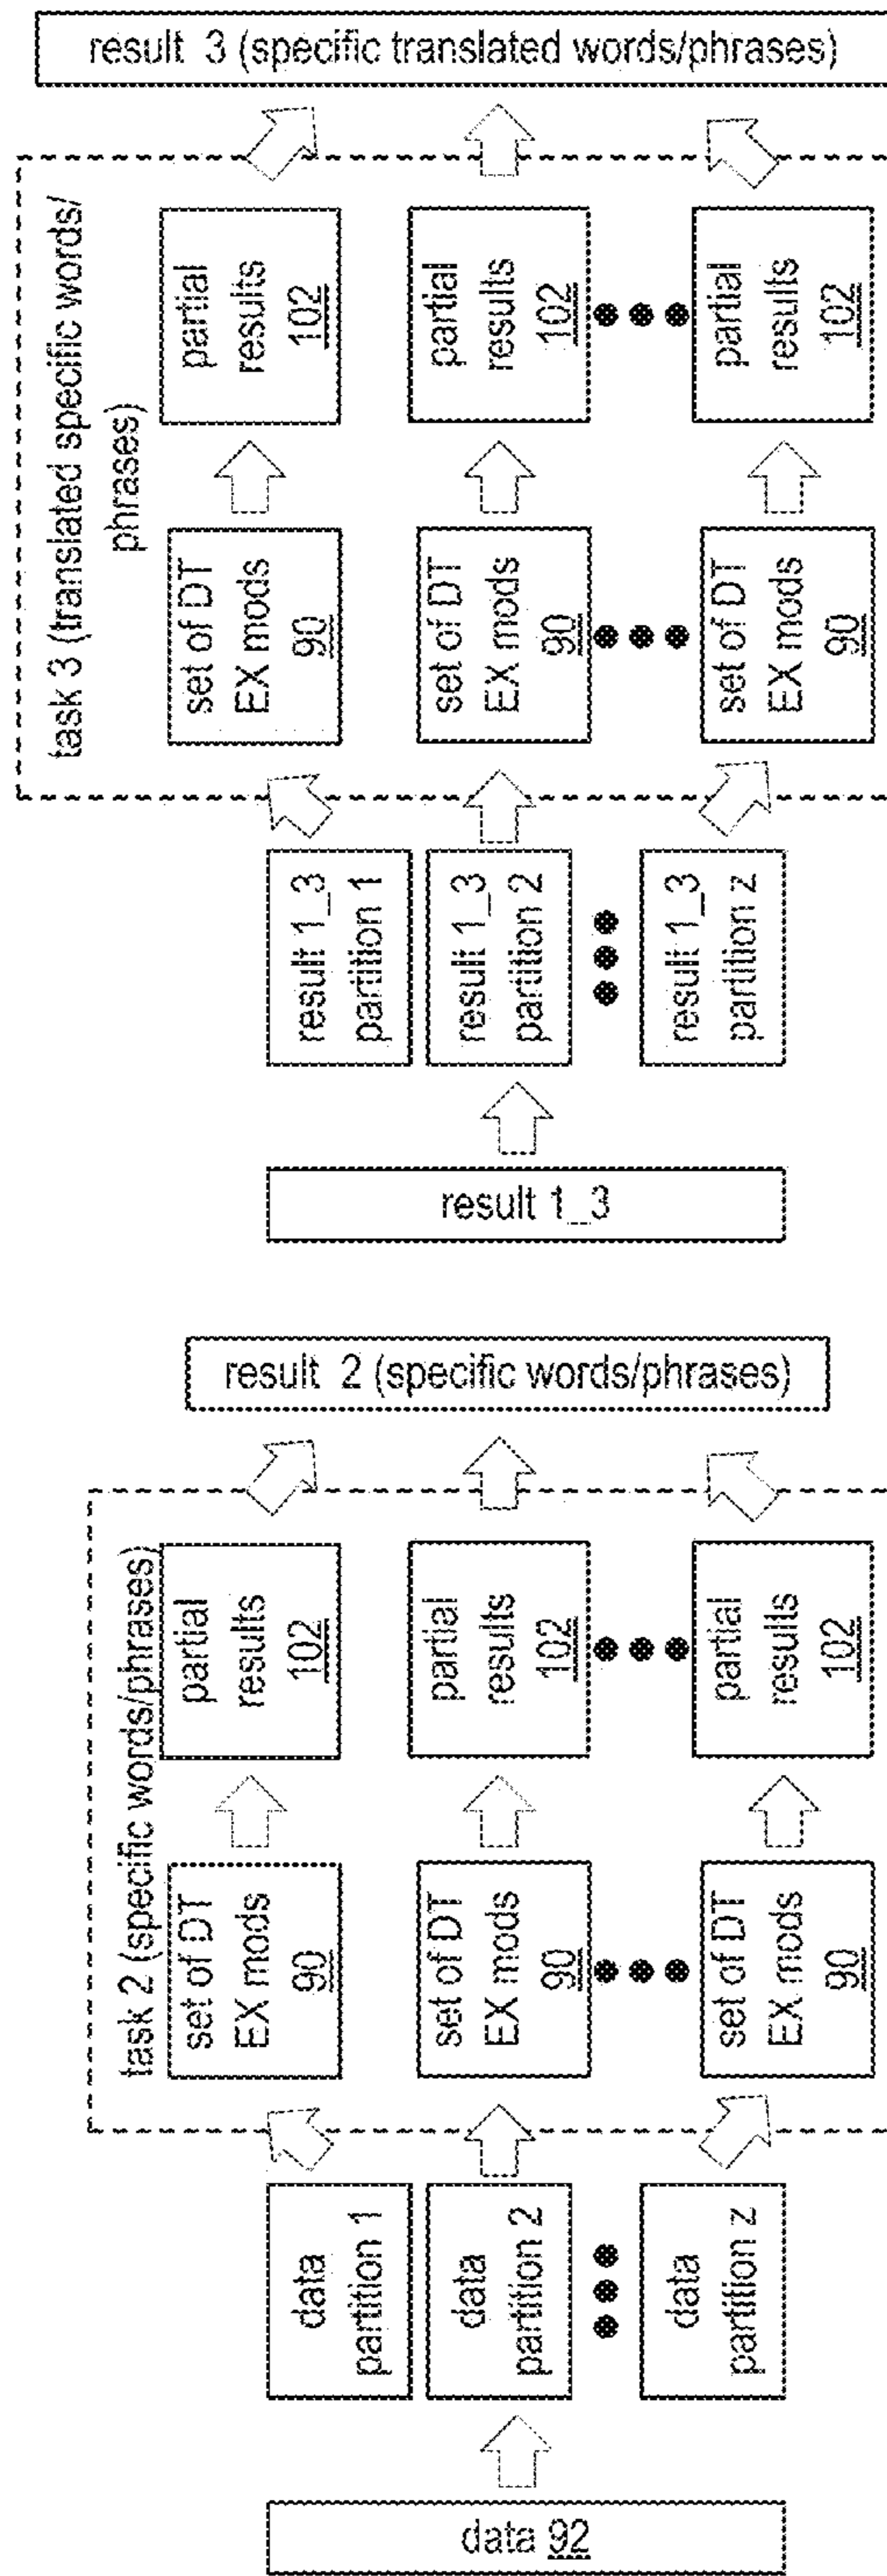 data 92
data
partition 1
data
partition 2
data
partition z
task 2 (specific words/phrases)
set of DT
EX mods
90
partial
results
102
set of DT
EX mods
90
partial
results
102
set of DT
EX mods
90
partial
results
102
result 2 (specific words/phrases)
result 1_3
result 1_3
partition 1
result 1_3
partition 2
result 1_3
partition z
task 3 (translated specific words/
phrases)
set of DT
EX mods
90
partial
results
102
set of DT
EX mods
90
partial
results
102
set of DT
EX mods
90
partial
results
102
result 3 (specific translated words/phrases)